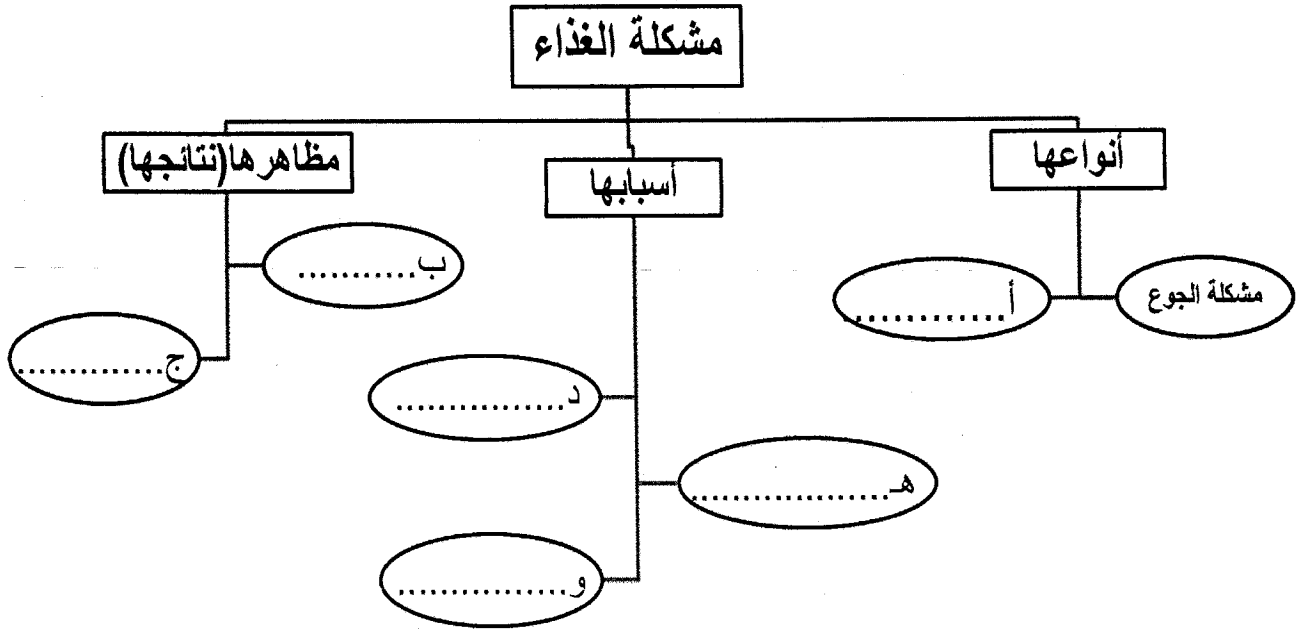 مشكلة الغذاء
أنواعها
أسبابها
مظاهرها(نتائجها)
مشكلة الجوع
أ............
ب...........
ج.............
د...............
هـ..................
و...............